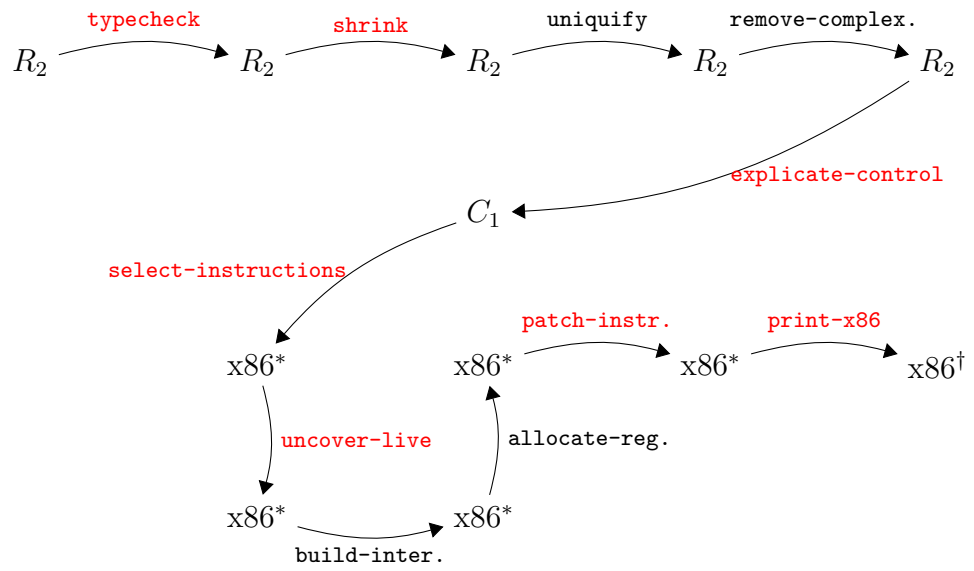 typecheck
shrink
uniquify
remove-complex.
R₂
R₂
R₂
R₂
R₂
explicate-control
C₁
select-instructions
patch-instr.
print-x86
x86*
x86*
x86*
x86†
uncover-live
allocate-reg.
x86*
x86*
build-inter.